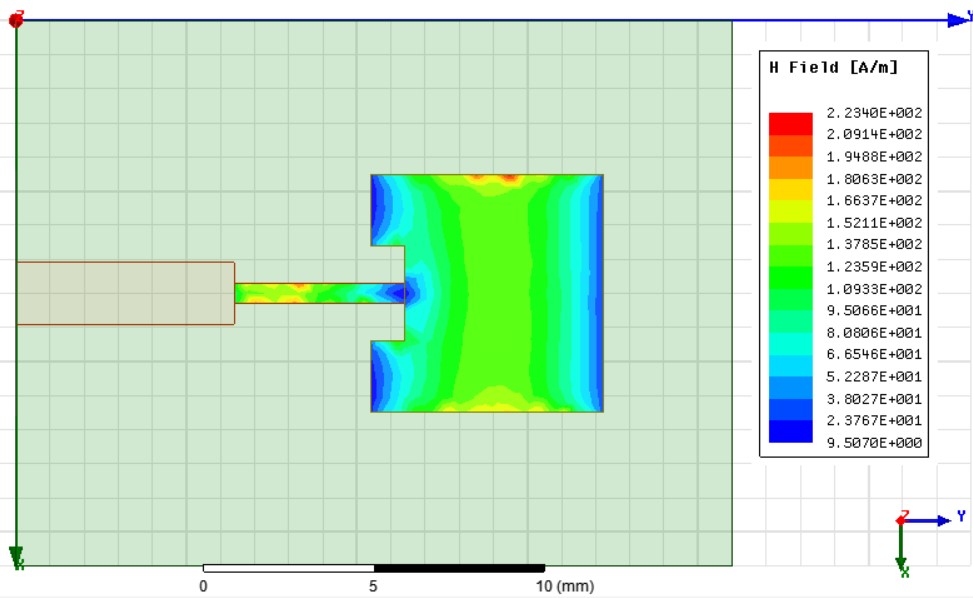 Z
Y
H Field [A/m]
2.2340E+002
2.0914E+002
1.9488E+002
1.8063E+002
1.6637E+002
1.5211E+002
1.3785E+002
1.2359E+002
1.0933E+002
9.5066E+001
8.0806E+001
6.6546E+001
5.2287E+001
3.8027E+001
2.3767E+001
9.5070E+000
Z
Y
X
X
0 5 10 (mm)